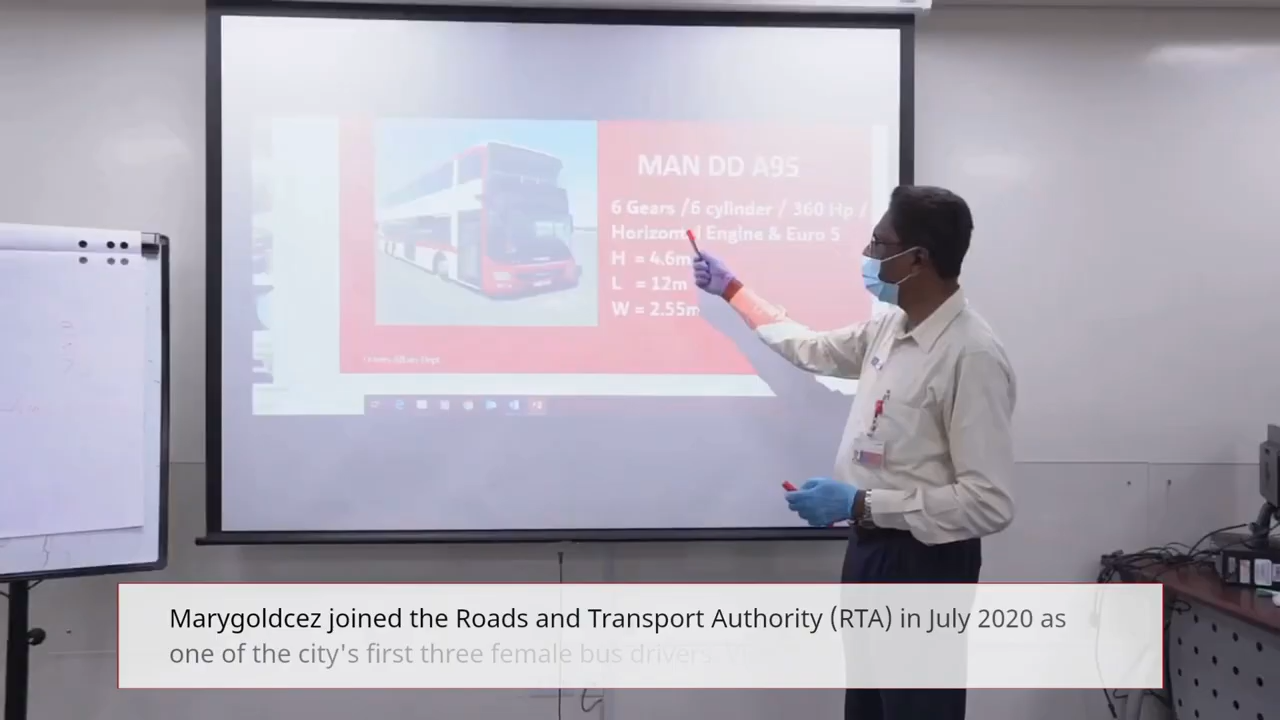 MAN DD A95
6 Gears /6 cylinder / 360 Hp /
Horizontal Engine & Euro 5
H = 4.6m
L = 12m
W = 2.55m
Marygoldcez joined the Roads and Transport Authority (RTA) in July 2020 as
one of the city's first three female bus drivers.